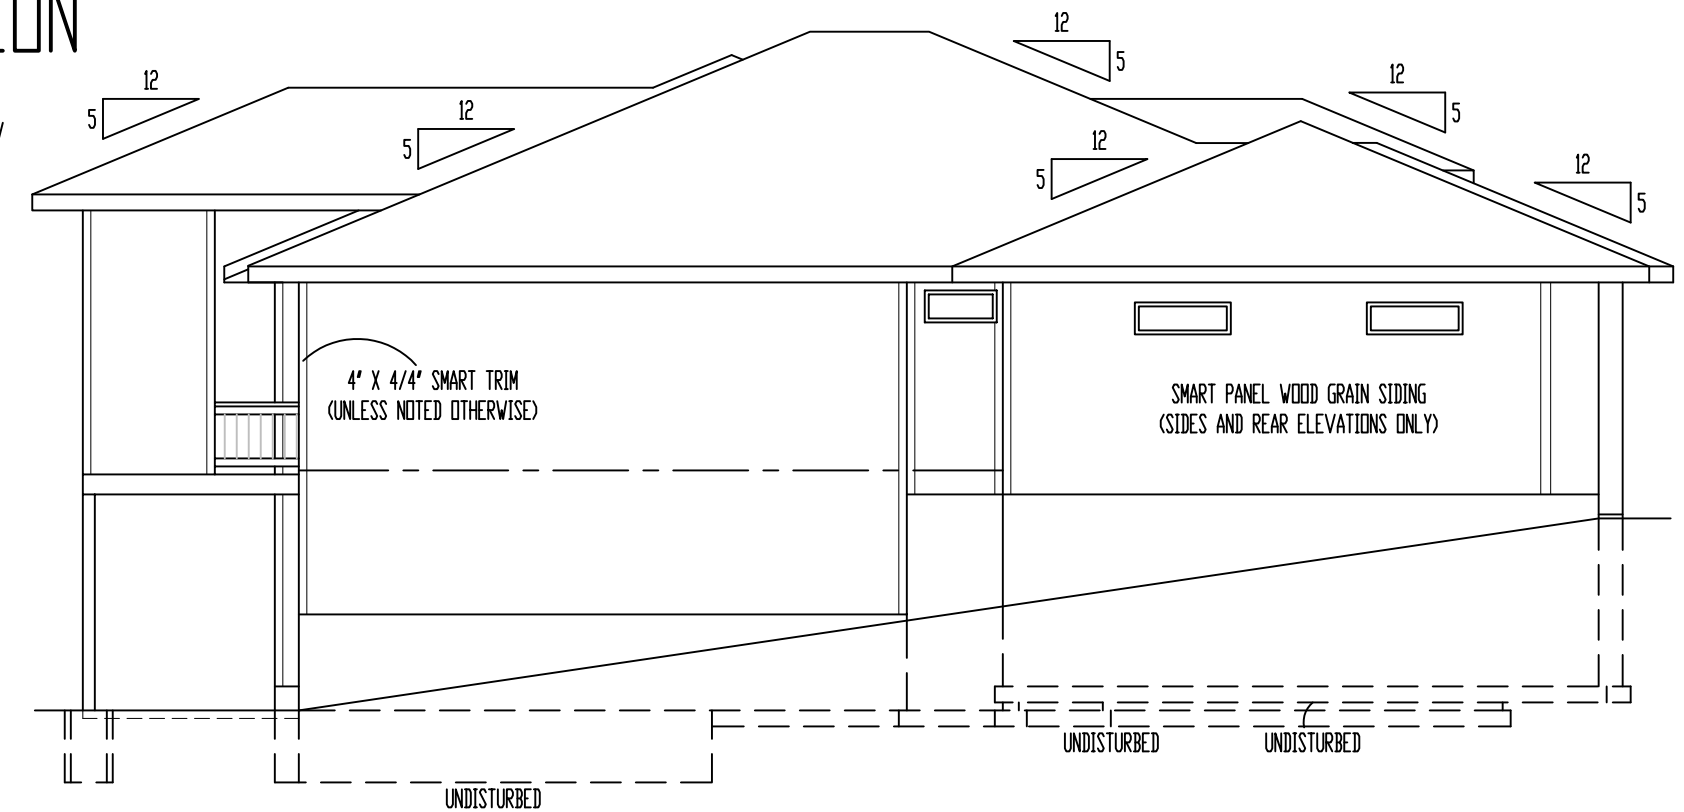 12
5
12
5
12
5
12
5
12
5
12
5
4" X 4/4" SMART TRIM
(UNLESS NOTED OTHERWISE)
SMART PANEL WOOD GRAIN SIDING
(SIDES AND REAR ELEVATIONS ONLY)
UNDISTURBED
UNDISTURBED
UNDISTURBED